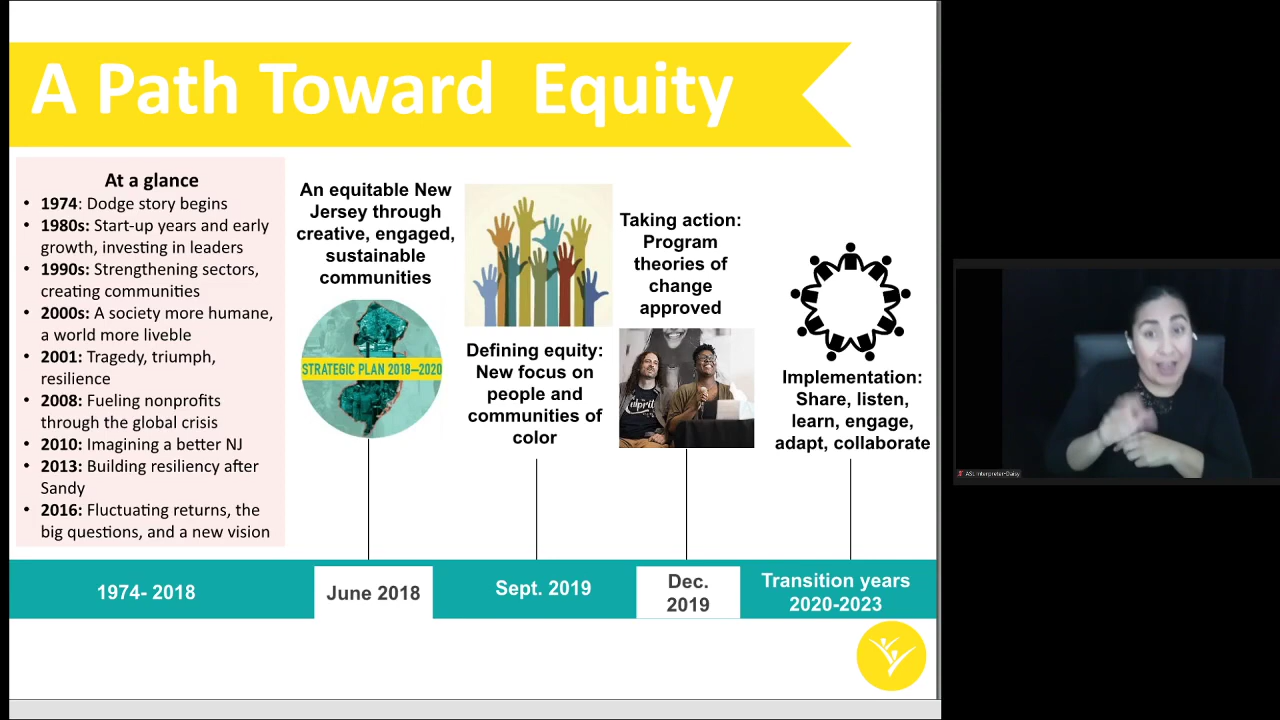 A Path Toward  Equity
At a glance
• 1974: Dodge story begins
• 1980s: Start-up years and early
growth, investing in leaders
• 1990s: Strengthening sectors,
creating communities
• 2000s: A society more humane,
a world more liveble
• 2001: Tragedy, triumph,
resilience
• 2008: Fueling nonprofits
through the global crisis
• 2010: Imagining a better NJ
• 2013: Building resiliency after
Sandy
• 2016: Fluctuating returns, the
big questions, and a new vision
An equitable New
Jersey through
creative, engaged,
sustainable
communities
STRATEGIC PLAN 2018–2020
Defining equity:
New focus on
people and
communities of
color
Taking action:
Program
theories of
change
approved
Implementation:
Share, listen,
learn, engage,
adapt, collaborate
1974- 2018
June 2018
Sept. 2019
Dec.
2019
Transition years
2020-2023
ASL Interpreter-Daisy